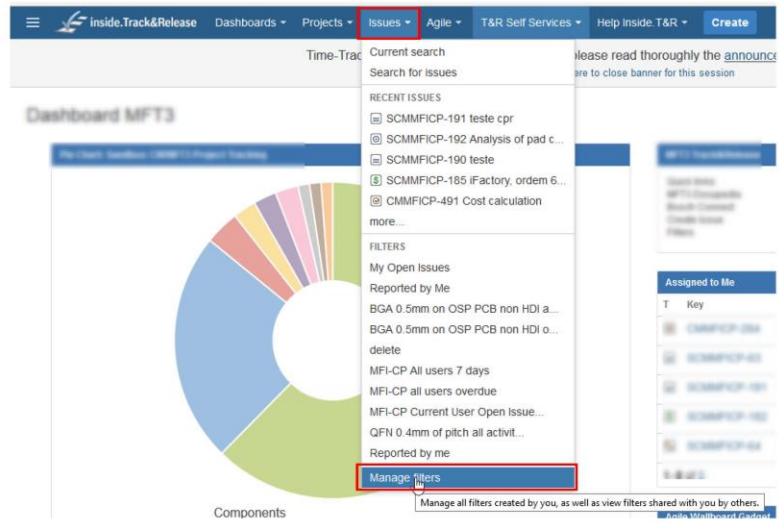 inside.Track&Release Dashboards Projects Issues Agile T&R Self Services Help Inside.T&R Create
Time-Trac
lease read thoroughly the announce
ere to close banner for this session
Dashboard MFT3
Current search
Search for issues
RECENT ISSUES
SCMMFICP-191 teste cpr
SCMMFICP-192 Analysis of pad c...
SCMMFICP-190 teste
SCMMFICP-185 iFactory, ordem 6...
CMMFICP-491 Cost calculation
more...
FILTERS
My Open Issues
Reported by Me
BGA 0.5mm on OSP PCB non HDI a...
BGA 0.5mm on OSP PCB non HDI o...
delete
MFI-CP All users 7 days
MFI-CP all users overdue
MFI-CP Current User Open Issue...
QFN 0.4mm of pitch all activit...
Reported by me
Manage filters
Manage all filters created by you, as well as view filters shared with you by others.
Components
Assigned to Me
T Key
Agile Wallboard Gadget